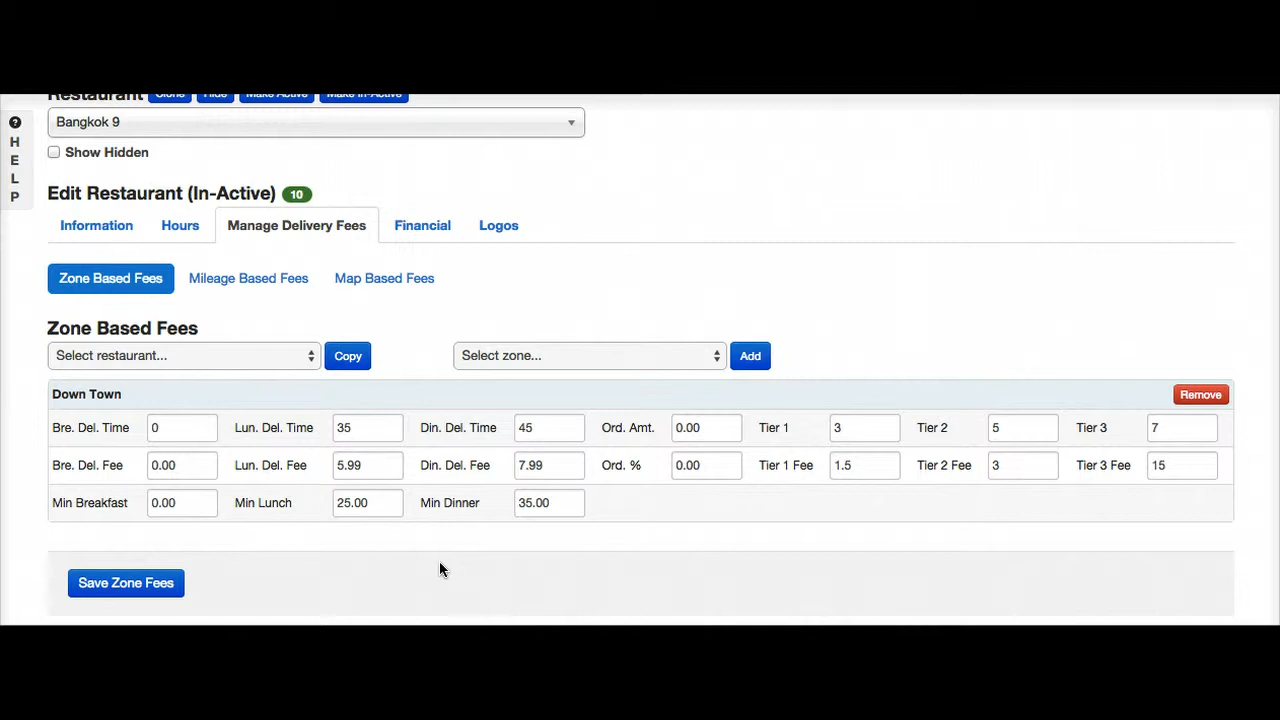 Restaurant Clone Hide Make Active Make In-Active
HELP
Bangkok 9
Show Hidden
Edit Restaurant (In-Active) 10
Information Hours Manage Delivery Fees Financial Logos
Zone Based Fees Mileage Based Fees Map Based Fees
Zone Based Fees
Select restaurant... Copy Select zone... Add
Down Town Remove
Bre. Del. Time 0 Lun. Del. Time 35 Din. Del. Time 45 Ord. Amt. 0.00 Tier 1 3 Tier 2 5 Tier 3 7
Bre. Del. Fee 0.00 Lun. Del. Fee 5.99 Din. Del. Fee 7.99 Ord. % 0.00 Tier 1 Fee 1.5 Tier 2 Fee 3 Tier 3 Fee 15
Min Breakfast 0.00 Min Lunch 25.00 Min Dinner 35.00
Save Zone Fees